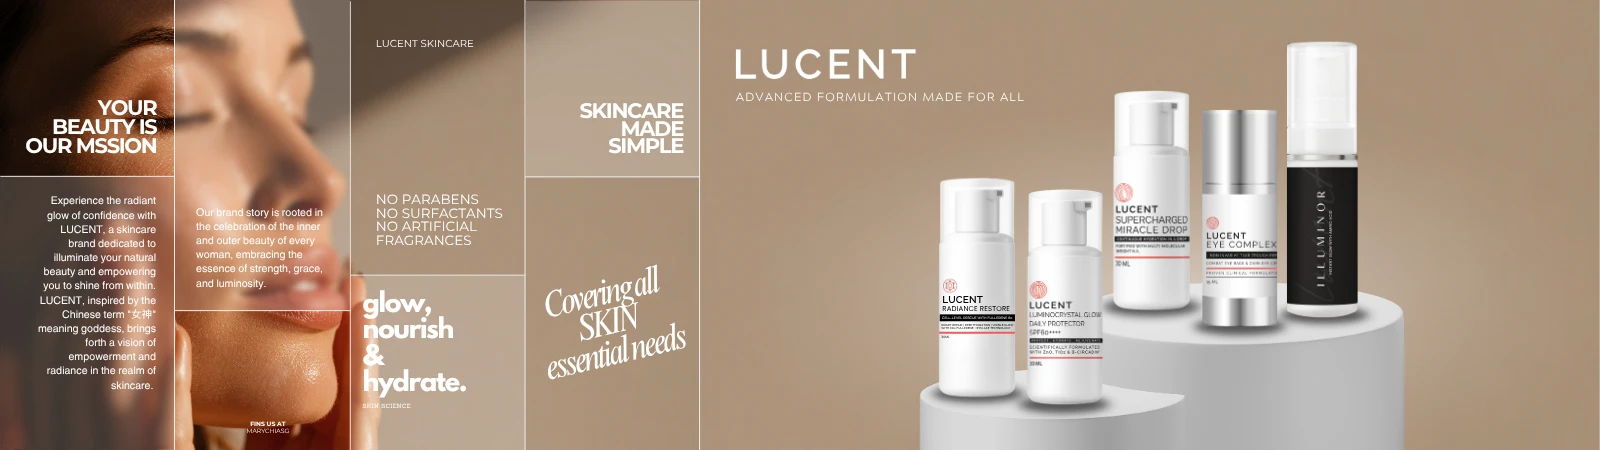 YOUR
BEAUTY IS
OUR MSSION
Experience the radiant
glow of confidence with
LUCENT, a skincare
brand dedicated to
illuminate your natural
beauty and empowering
you to shine from within.
LUCENT, inspired by the
Chinese term "女神"
meaning goddess, brings
forth a vision of
empowerment and
radiance in the realm of
skincare.
Our brand story is rooted in
the celebration of the inner
and outer beauty of every
woman, embracing the
essence of strength, grace,
and luminosity.
FINS US AT
MARYCHIASG
LUCENT SKINCARE
NO PARABENS
NO SURFACTANTS
NO ARTIFICIAL
FRAGRANCES
glow,
nourish
&
hydrate.
SKIN SCIENCE
SKINCARE
MADE
SIMPLE
Covering all
SKIN
essential needs
LUCENT
ADVANCED FORMULATION MADE FOR ALL
LUCENT
RADIANCE RESTORE
LUCENT
LUMINOCRYSTAL GLOW
DAILY PROTECTOR
SPF60++++
SCIENTIFICALLY FORMULATED
30ML
LUCENT
SUPERCHARGED
MIRACLE DROP
30 ML
LUCENT
EYE COMPLEX
15 ML
ILLUMINOR